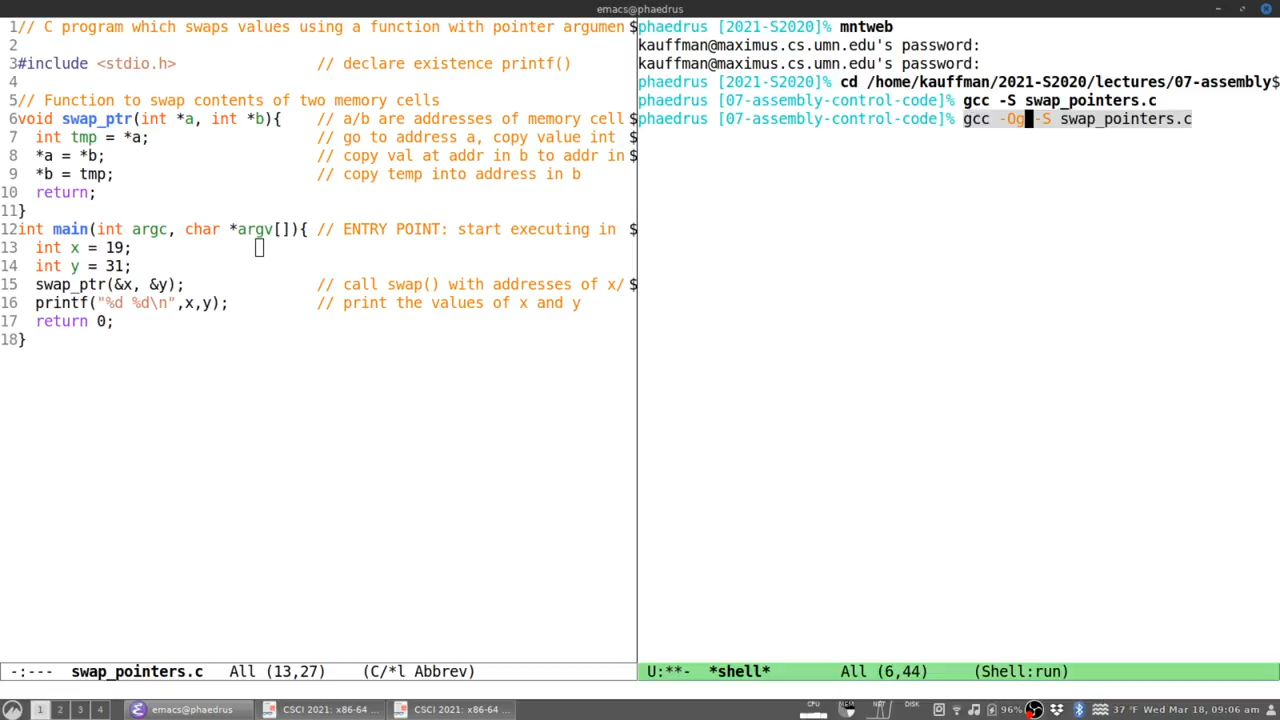 emacs@phaedrus
1// C program which swaps values using a function with pointer argumen$
2
3#include <stdio.h> // declare existence printf()
4
5// Function to swap contents of two memory cells
6void swap_ptr(int *a, int *b){ // a/b are addresses of memory cell$
7 int tmp = *a; // go to address a, copy value int $
8 *a = *b; // copy val at addr in b to addr in $
9 *b = tmp; // copy temp into address in b
10 return;
11}
12int main(int argc, char *argv[]){ // ENTRY POINT: start executing in $
13 int x = 19;
14 int y = 31;
15 swap_ptr(&x, &y); // call swap() with addresses of x/$
16 printf("%d %d\n",x,y); // print the values of x and y
17 return 0;
18}
phaedrus [2021-S2020]% mntweb
kauffman@maximus.cs.umn.edu's password:
kauffman@maximus.cs.umn.edu's password:
phaedrus [2021-S2020]% cd /home/kauffman/2021-S2020/lectures/07-assembly$
phaedrus [07-assembly-control-code]% gcc -S swap_pointers.c
phaedrus [07-assembly-control-code]% gcc -Og -S swap_pointers.c
-:--- swap_pointers.c All (13,27) (C/*l Abbrev)
U:**- *shell* All (6,44) (Shell:run)
1 2 3 4 emacs@phaedrus CSCI 2021: x86-64 ... CSCI 2021: x86-64 ... CPU MEM NET DISK 96% 37 °F Wed Mar 18, 09:06 am